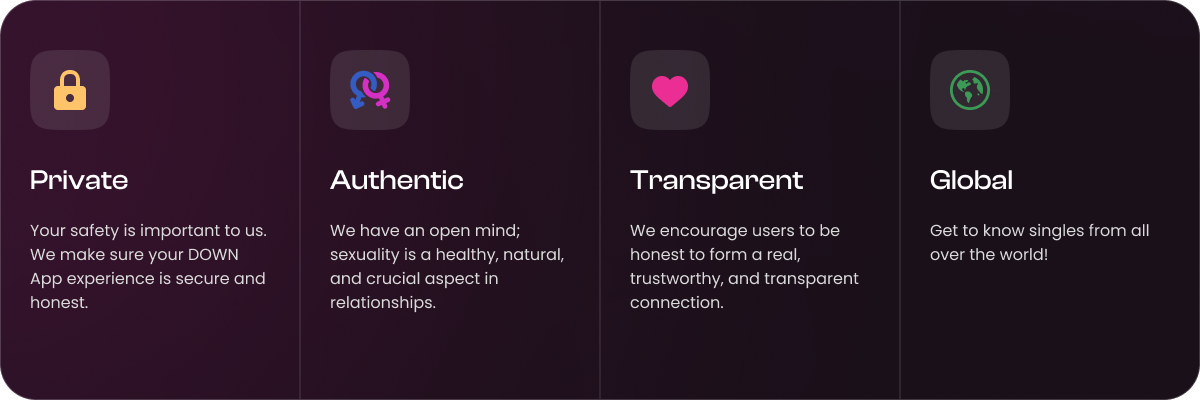 Private
Your safety is important to us.
We make sure your DOWN
App experience is secure and
honest.
Authentic
We have an open mind;
sexuality is a healthy, natural,
and crucial aspect in
relationships.
Transparent
We encourage users to be
honest to form a real,
trustworthy, and transparent
connection.
Global
Get to know singles from all
over the world!